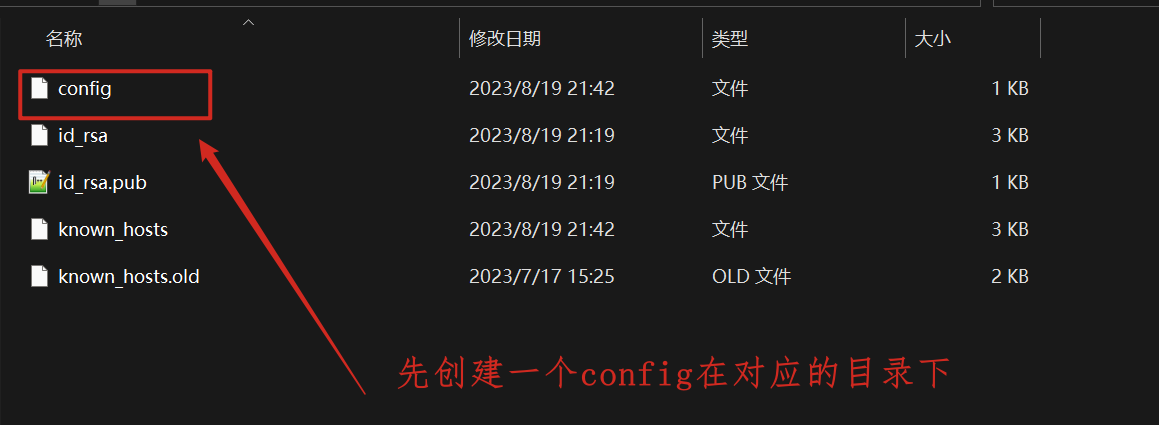 名称 修改日期 类型 大小
config 2023/8/19 21:42 文件 1 KB
id_rsa 2023/8/19 21:19 文件 3 KB
id_rsa.pub 2023/8/19 21:19 PUB 文件 1 KB
known_hosts 2023/8/19 21:42 文件 3 KB
known_hosts.old 2023/7/17 15:25 OLD 文件 2 KB
先创建一个config在对应的目录下